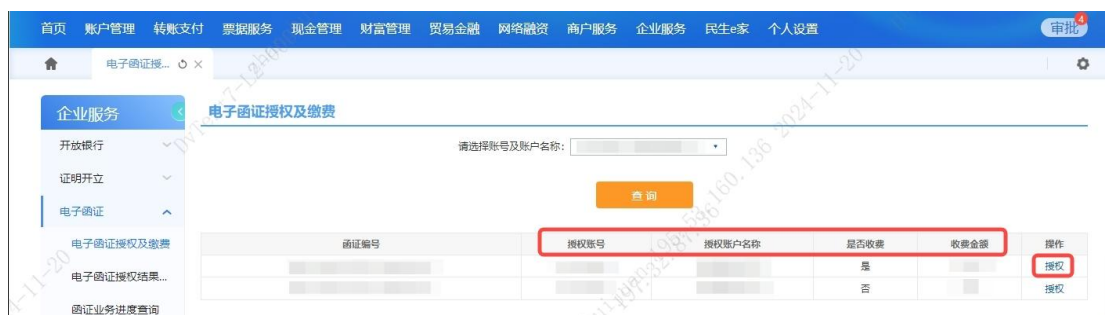 首页 账户管理 转账支付 票据服务 现金管理 财富管理 贸易金融 网络融资 商户服务 企业服务 民生e家 个人设置 审批 4
电子函证授...
企业服务
电子函证授权及缴费
开放银行
请选择账号及账户名称：
证明开立
查询
电子函证
电子函证授权及缴费
函证编号 授权账号 授权账户名称 是否收费 收费金额 操作
是 授权
电子函证授权结果...
否 授权
函证业务进度查询
2024-11-20